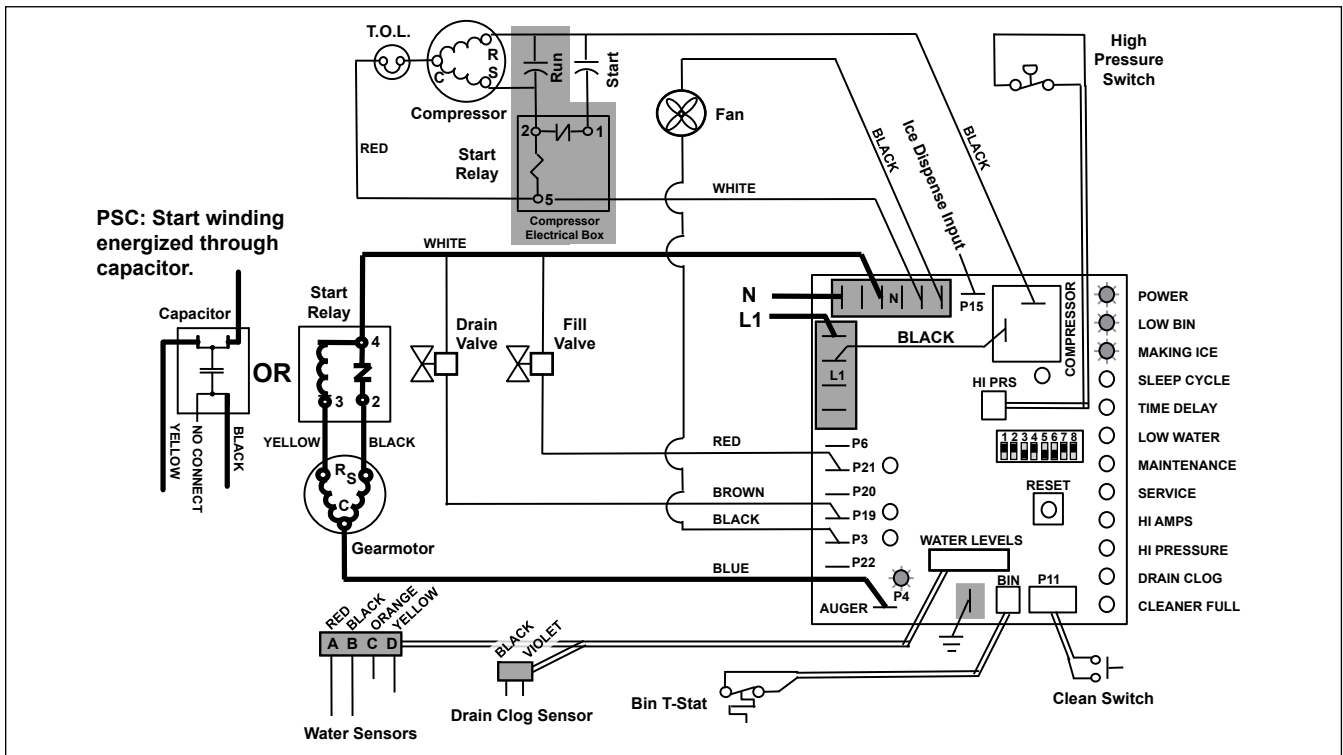 T.O.L.
R
S
C
Compressor
Run
Start
2
1
Start
Relay
5
Compressor
Electrical Box
RED
WHITE
Fan
BLACK
Ice Dispense Input
BLACK
High
Pressure
Switch
PSC: Start winding
energized through
capacitor.
WHITE
Capacitor
YELLOW
NO CONNECT
BLACK
OR
Start
Relay
4
3
2
YELLOW
BLACK
R
S
C
Gearmotor
Drain
Valve
Fill
Valve
N
L1
N
P15
BLACK
L1
COMPRESSOR
HI PRS
1 2 3 4 5 6 7 8
RESET
RED
P6
P21
BROWN
P20
P19
BLACK
P3
P22
BLUE
P4
AUGER
WATER LEVELS
BIN
P11
POWER
LOW BIN
MAKING ICE
SLEEP CYCLE
TIME DELAY
LOW WATER
MAINTENANCE
SERVICE
HI AMPS
HI PRESSURE
DRAIN CLOG
CLEANER FULL
RED
BLACK
ORANGE
YELLOW
A B C D
Water Sensors
BLACK
VIOLET
Drain Clog Sensor
Bin T-Stat
Clean Switch